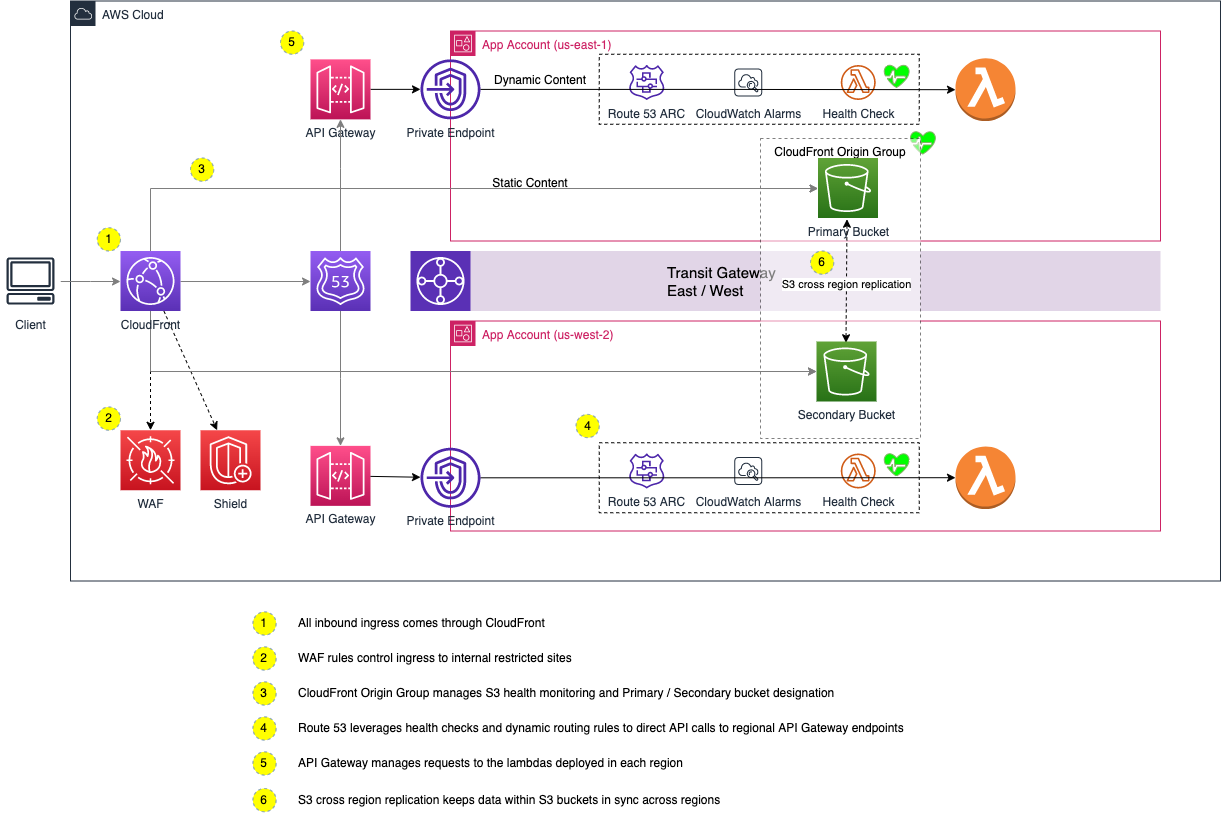 AWS Cloud
5
App Account (us-east-1)
Dynamic Content
API Gateway
Private Endpoint
Route 53 ARC
CloudWatch Alarms
Health Check
3
CloudFront Origin Group
Static Content
Primary Bucket
1
6
53
Transit Gateway
East / West
S3 cross region replication
Client
CloudFront
App Account (us-west-2)
Secondary Bucket
2
4
WAF
Shield
API Gateway
Private Endpoint
Route 53 ARC
CloudWatch Alarms
Health Check
1 All inbound ingress comes through CloudFront
2 WAF rules control ingress to internal restricted sites
3 CloudFront Origin Group manages S3 health monitoring and Primary / Secondary bucket designation
4 Route 53 leverages health checks and dynamic routing rules to direct API calls to regional API Gateway endpoints
5 API Gateway manages requests to the lambdas deployed in each region
6 S3 cross region replication keeps data within S3 buckets in sync across regions